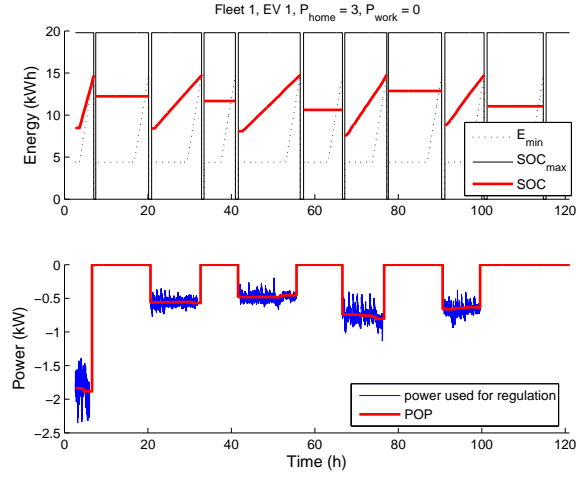 Fleet 1, EV 1, P_home = 3, P_work = 0
20
15
10
5
0
Energy (kWh)
E_min
SOC_max
SOC
0 20 40 60 80 100 120
0
−0.5
−1
−1.5
−2
−2.5
Power (kW)
power used for regulation
POP
0 20 40 60 80 100 120
Time (h)